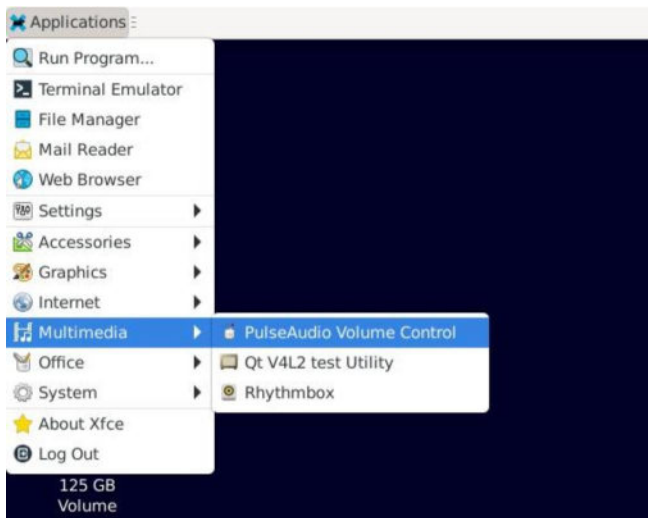 Applications
Run Program...
Terminal Emulator
File Manager
Mail Reader
Web Browser
Settings
Accessories
Graphics
Internet
Multimedia
PulseAudio Volume Control
Office
Qt V4L2 test Utility
System
Rhythmbox
About Xfce
Log Out
125 GB
Volume